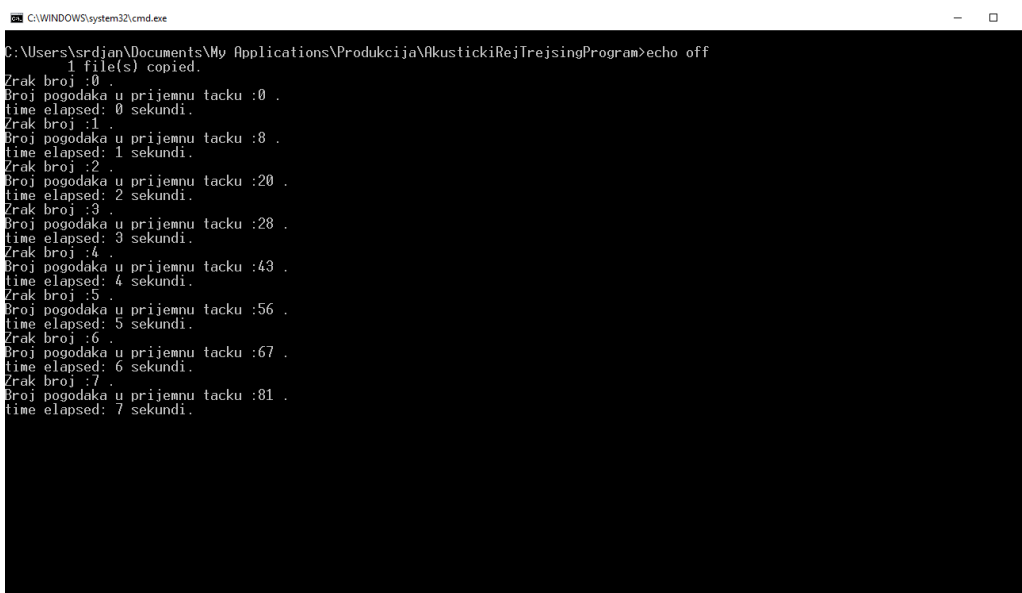 C:\WINDOWS\system32\cmd.exe
C:\Users\srdjan\Documents\My Applications\Produkcija\AkustickiRejTrejsingProgram>echo off
1 file(s) copied.
Zrak broj :0 .
Broj pogodaka u prijemnu tacku :0 .
time elapsed: 0 sekundi.
Zrak broj :1 .
Broj pogodaka u prijemnu tacku :8 .
time elapsed: 1 sekundi.
Zrak broj :2 .
Broj pogodaka u prijemnu tacku :20 .
time elapsed: 2 sekundi.
Zrak broj :3 .
Broj pogodaka u prijemnu tacku :28 .
time elapsed: 3 sekundi.
Zrak broj :4 .
Broj pogodaka u prijemnu tacku :43 .
time elapsed: 4 sekundi.
Zrak broj :5 .
Broj pogodaka u prijemnu tacku :56 .
time elapsed: 5 sekundi.
Zrak broj :6 .
Broj pogodaka u prijemnu tacku :67 .
time elapsed: 6 sekundi.
Zrak broj :7 .
Broj pogodaka u prijemnu tacku :81 .
time elapsed: 7 sekundi.